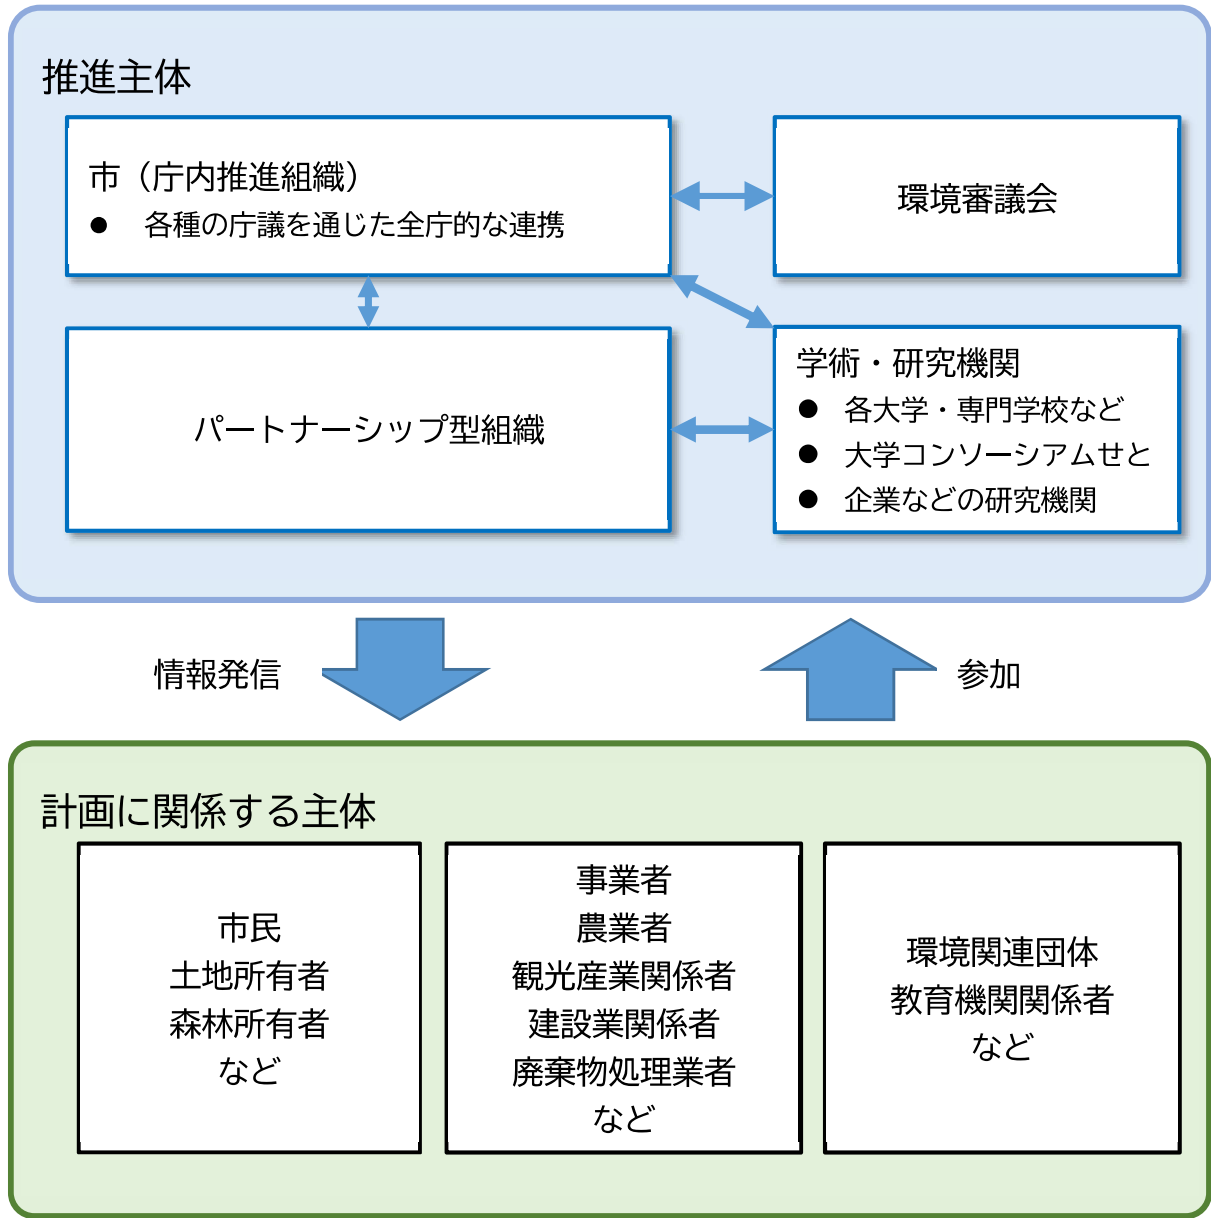 推進主体
市（庁内推進組織）
● 各種の庁議を通じた全庁的な連携
環境審議会
パートナーシップ型組織
学術・研究機関
● 各大学・専門学校など
● 大学コンソーシアムせと
● 企業などの研究機関
情報発信
参加
計画に関係する主体
市民
土地所有者
森林所有者
など
事業者
農業者
観光産業関係者
建設業関係者
廃棄物処理業者
など
環境関連団体
教育機関関係者
など